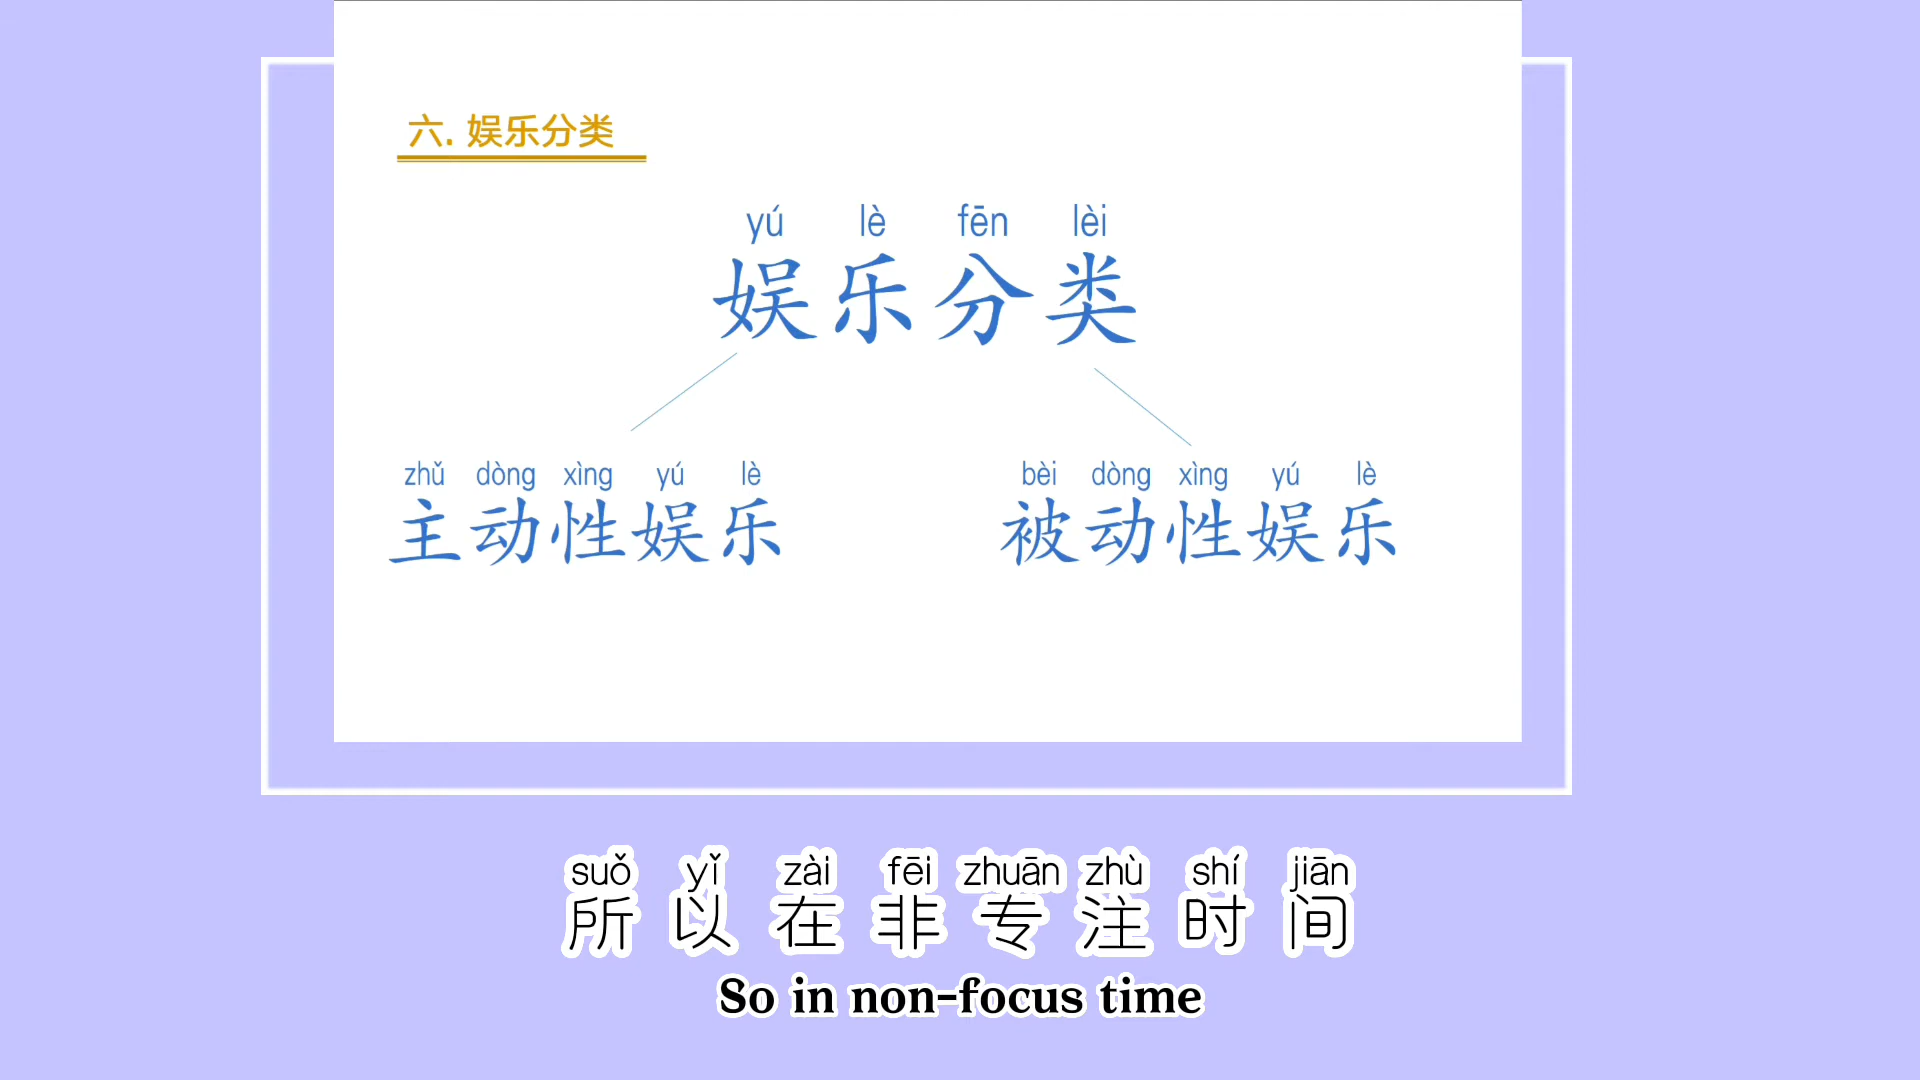 六. 娱乐分类
yú lè fēn lèi
娱乐分类
zhǔ dòng xìng yú lè
主动性娱乐
bèi dòng xìng yú lè
被动性娱乐
suǒ yǐ zài fēi zhuān zhù shí jiān
所以在非专注时间
So in non-focus time